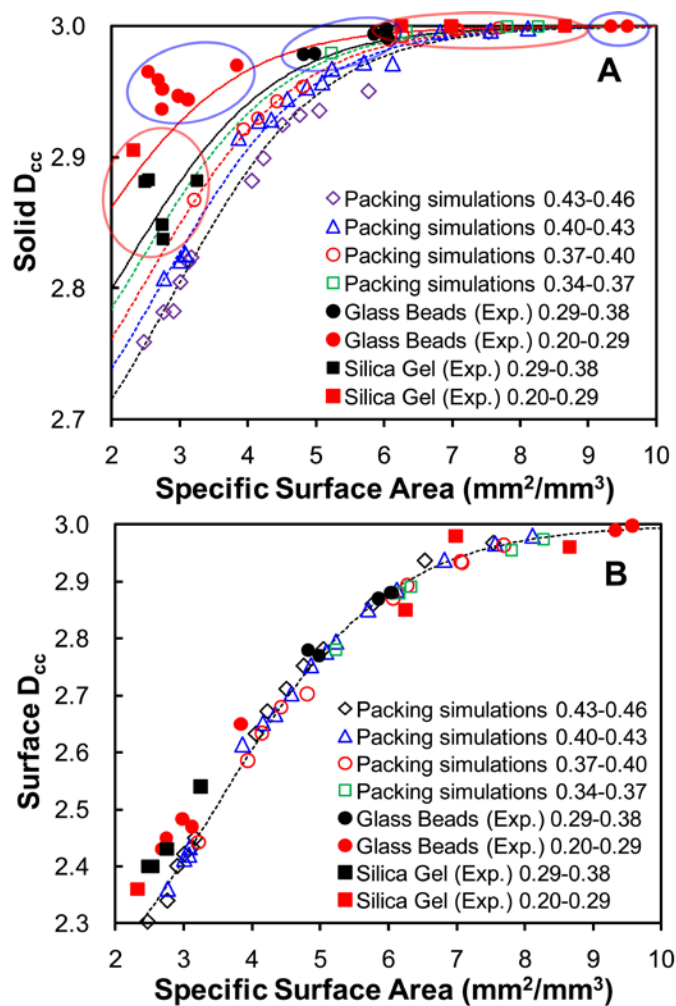 3.0
A
2.9
Solid Dcc
Packing simulations 0.43-0.46
Packing simulations 0.40-0.43
Packing simulations 0.37-0.40
Packing simulations 0.34-0.37
Glass Beads (Exp.) 0.29-0.38
Glass Beads (Exp.) 0.20-0.29
Silica Gel (Exp.) 0.29-0.38
Silica Gel (Exp.) 0.20-0.29
2.8
2.7
2 3 4 5 6 7 8 9 10
Specific Surface Area (mm²/mm³)
3.0
B
2.9
2.8
2.7
Surface Dcc
Packing simulations 0.43-0.46
Packing simulations 0.40-0.43
Packing simulations 0.37-0.40
Packing simulations 0.34-0.37
Glass Beads (Exp.) 0.29-0.38
Glass Beads (Exp.) 0.20-0.29
Silica Gel (Exp.) 0.29-0.38
Silica Gel (Exp.) 0.20-0.29
2.6
2.5
2.4
2.3
2 3 4 5 6 7 8 9 10
Specific Surface Area (mm²/mm³)